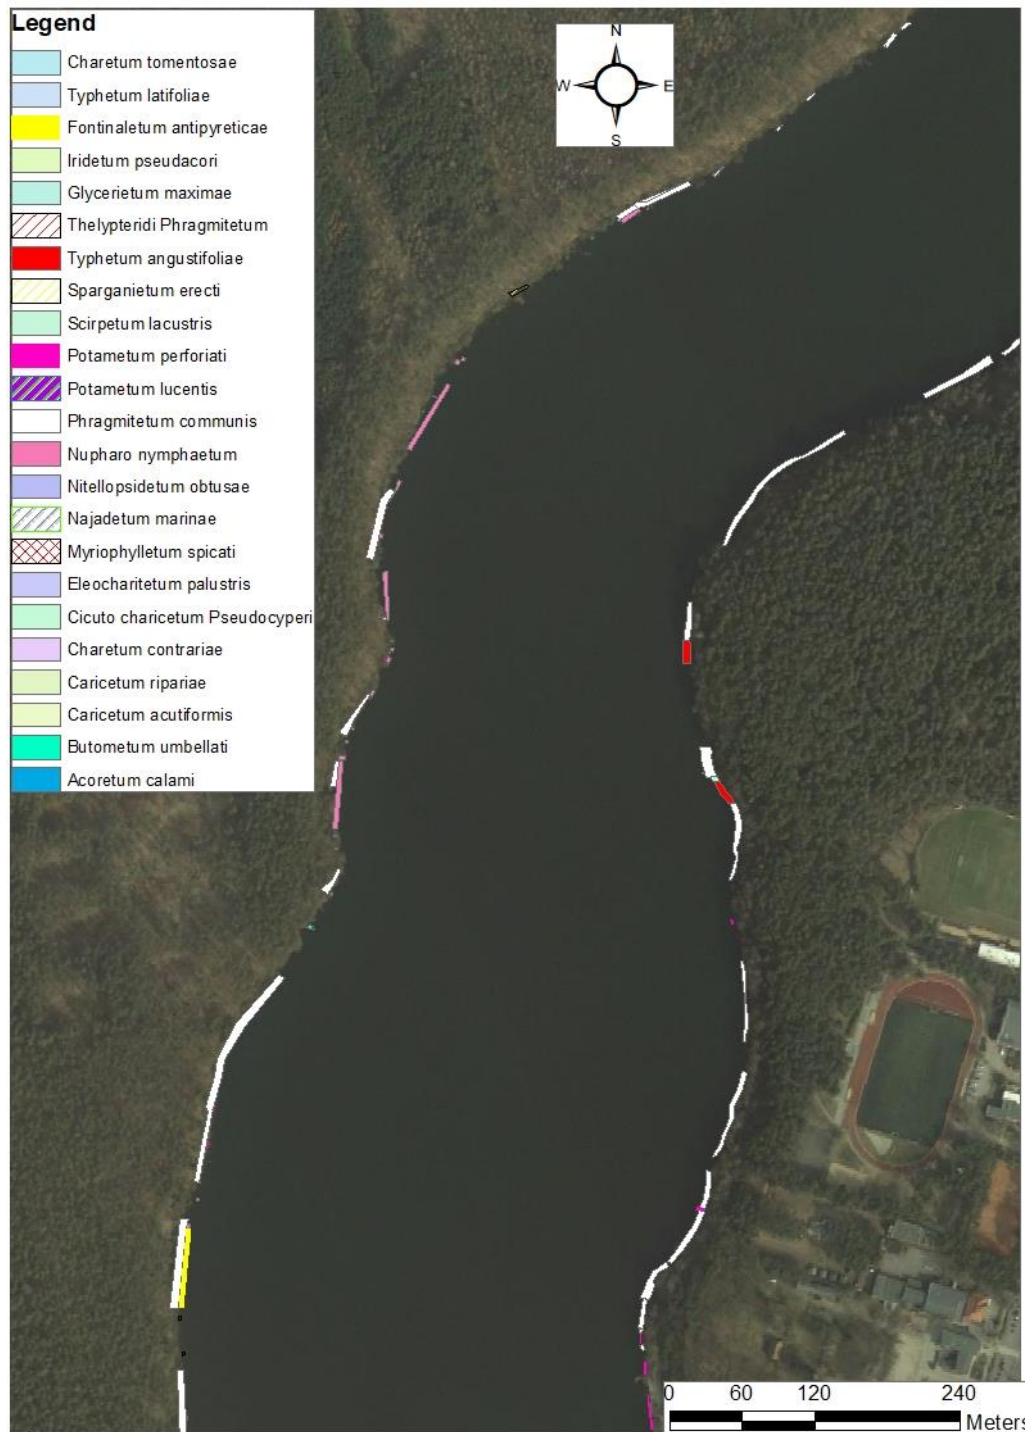 Legend
Charetum tomentosae
Typhetum latifoliae
Fontinaletum antipyreticae
Iridetum pseudacori
Glycerietum maximae
Thelypteridi Phragmitetum
Typhetum angustifoliae
Sparganietum erecti
Scirpetum lacustris
Potametum perforiati
Potametum lucentis
Phragmitetum communis
Nupharo nymphaetum
Nitellopsidetum obtusae
Najadetum marinae
Myriophylletum spicati
Eleocharitetum palustris
Cicuto charicetum Pseudocyperi
Charetum contrariae
Caricetum ripariae
Caricetum acutiformis
Butometum umbellati
Acoretum calami
N
W E
S
0 60 120 240
Meters